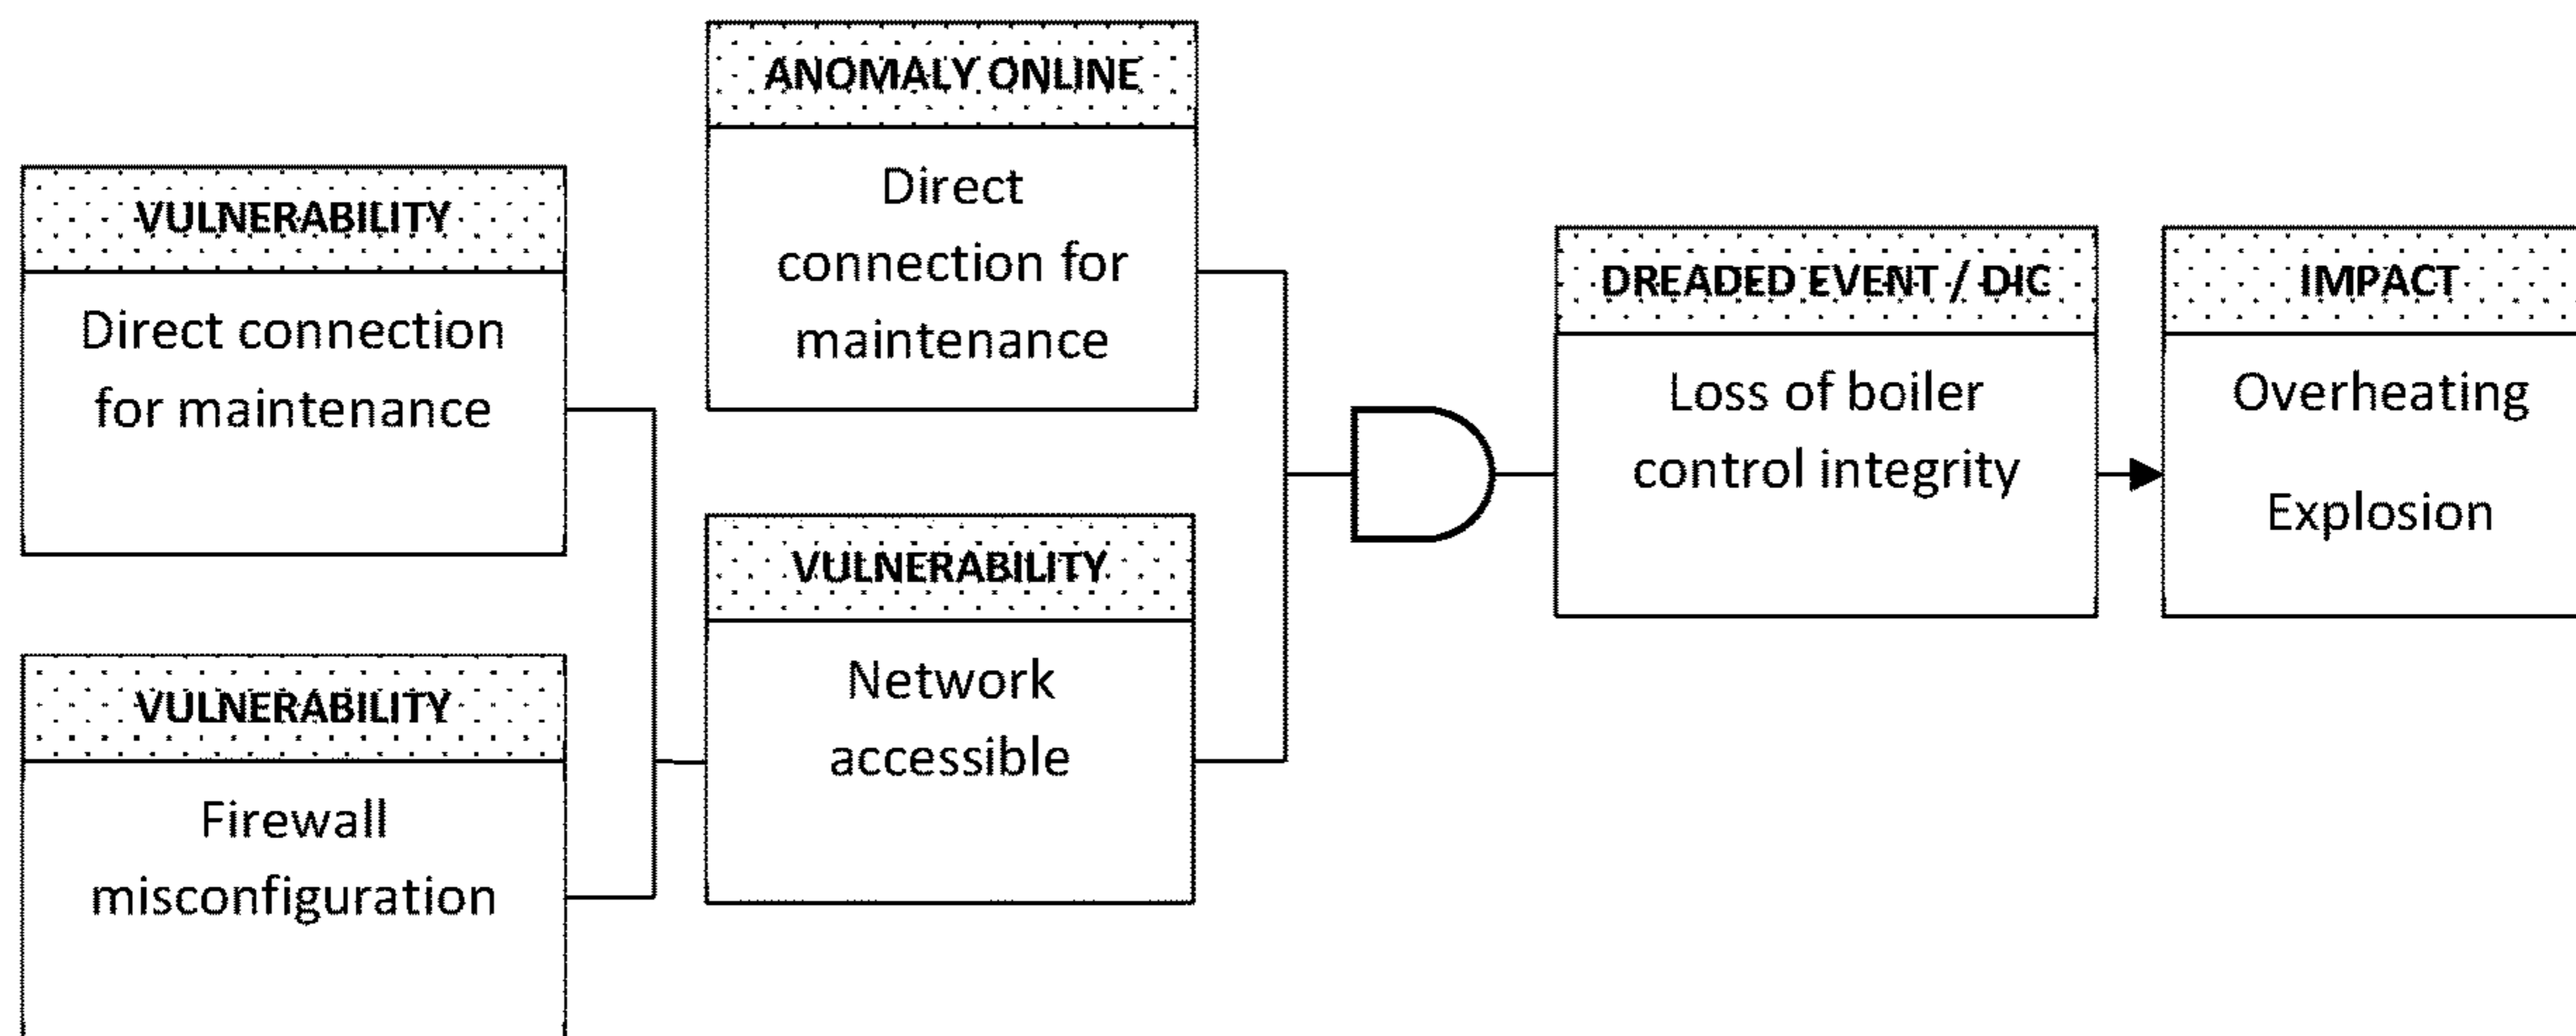 VULNERABILITY
Direct connection
for maintenance
VULNERABILITY
Firewall
misconfiguration
ANOMALY ONLINE
Direct
connection for
maintenance
VULNERABILITY
Network
accessible
DREADED EVENT / DIC
Loss of boiler
control integrity
IMPACT
Overheating
Explosion